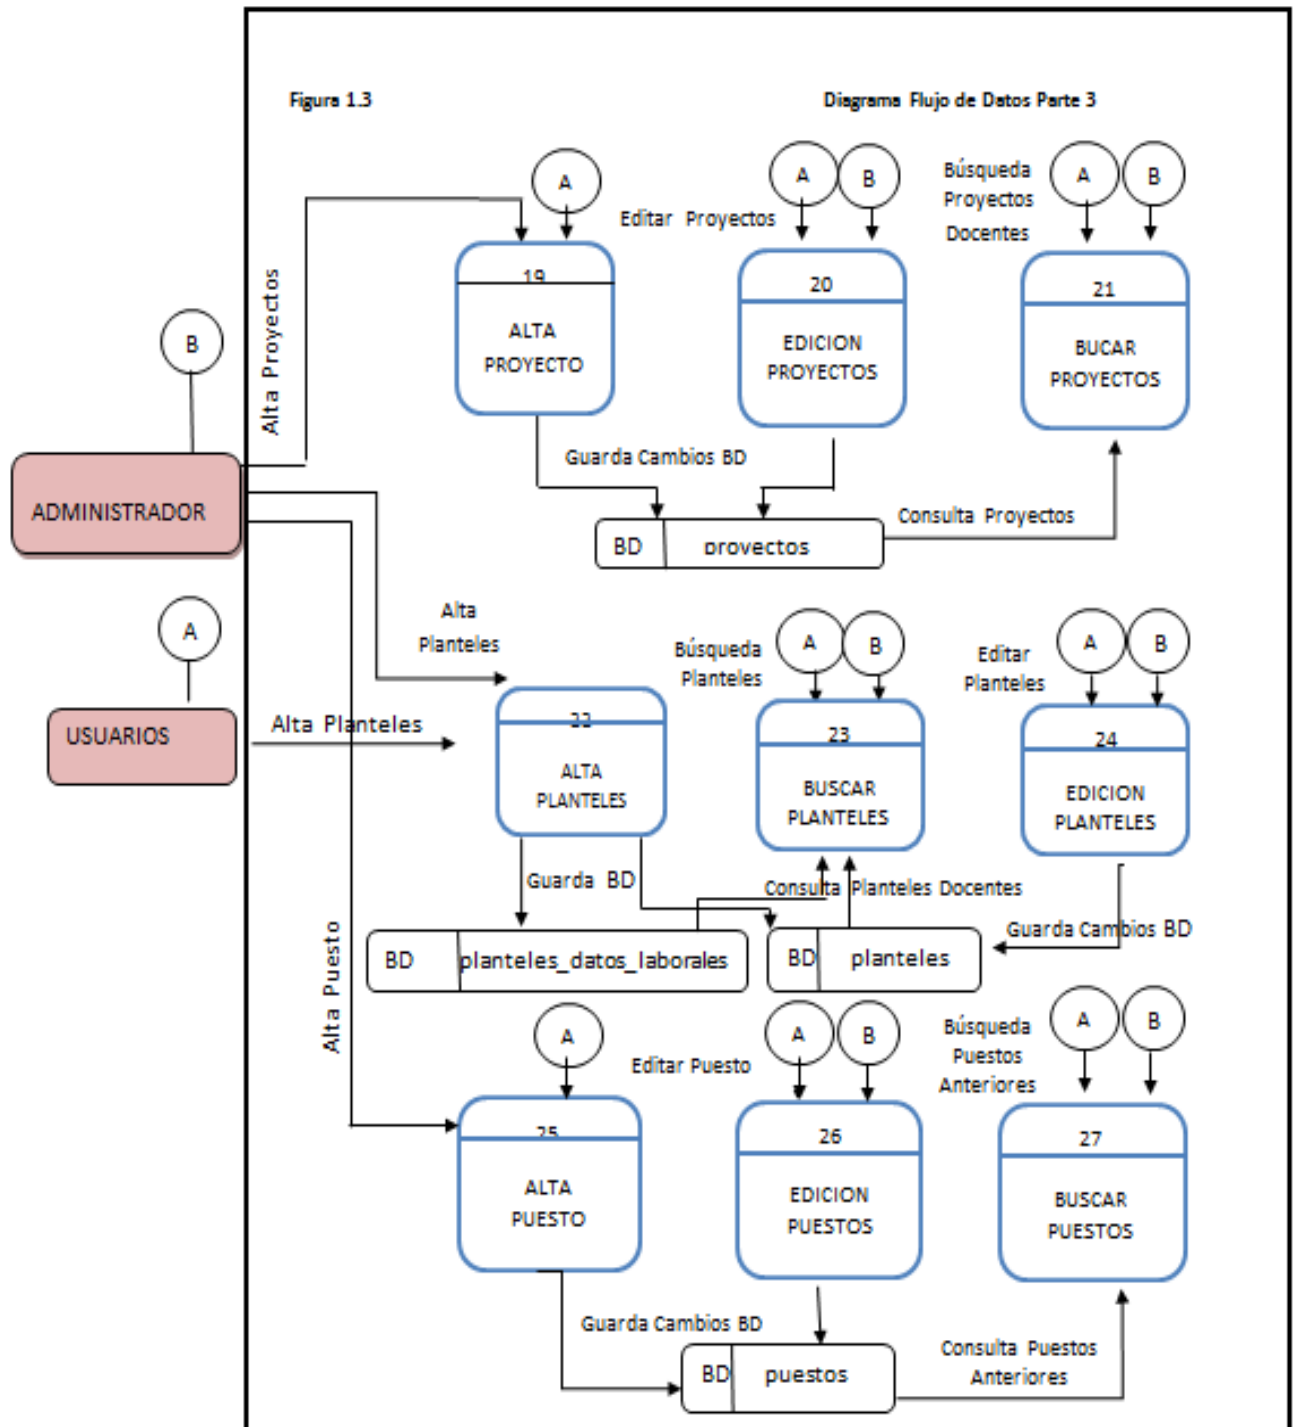 Figura 1.3
Diagrama Flujo de Datos Parte 3
A
A
B
Búsqueda
Proyectos
Docentes
A
B
Editar Proyectos
Alta Proyectos
19
ALTA
PROYECTO
20
EDICION
PROYECTOS
21
BUCAR
PROYECTOS
B
ADMINISTRADOR
Guarda Cambios BD
Consulta Proyectos
BD
proyectos
A
USUARIOS
Alta
Planteles
Alta Planteles
Búsqueda
Planteles
A
B
Editar
Planteles
A
B
22
ALTA
PLANTELES
23
BUSCAR
PLANTELES
24
EDICION
PLANTELES
Guarda BD
Consulta Planteles Docentes
Guarda Cambios BD
BD
planteles_datos_laborales
BD
planteles
Alta Puesto
A
Editar Puesto
A
B
Búsqueda
Puestos
Anteriores
A
B
25
ALTA
PUESTO
26
EDICION
PUESTOS
27
BUSCAR
PUESTOS
Guarda Cambios BD
BD
puestos
Consulta Puestos
Anteriores